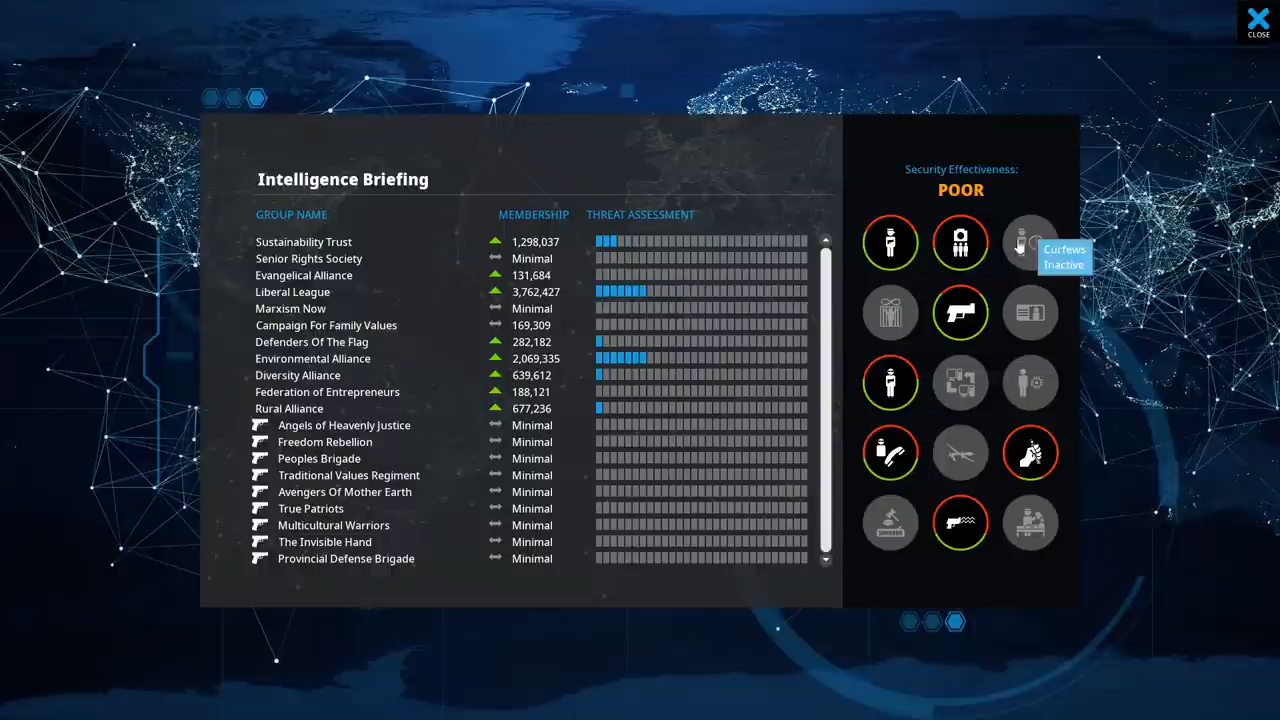 CLOSE
Intelligence Briefing
GROUP NAME MEMBERSHIP THREAT ASSESSMENT
Sustainability Trust 1,298,037
Senior Rights Society Minimal
Evangelical Alliance 131,684
Liberal League 3,762,427
Marxism Now Minimal
Campaign For Family Values 169,309
Defenders Of The Flag 282,182
Environmental Alliance 2,069,335
Diversity Alliance 639,612
Federation of Entrepreneurs 188,121
Rural Alliance 677,236
Angels of Heavenly Justice Minimal
Freedom Rebellion Minimal
Peoples Brigade Minimal
Traditional Values Regiment Minimal
Avengers Of Mother Earth Minimal
True Patriots Minimal
Multicultural Warriors Minimal
The Invisible Hand Minimal
Provincial Defense Brigade Minimal
Security Effectiveness:
POOR
Curfews
Inactive